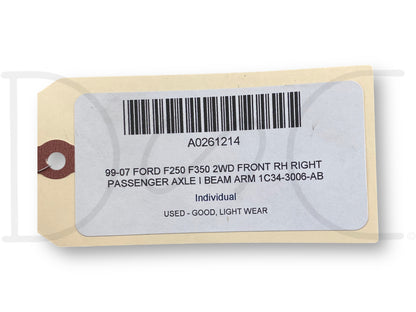 A0261214
99-07 FORD F250 F350 2WD FRONT RH RIGHT
PASSENGER AXLE I BEAM ARM 1C34-3006-AB
Individual
USED - GOOD, LIGHT WEAR